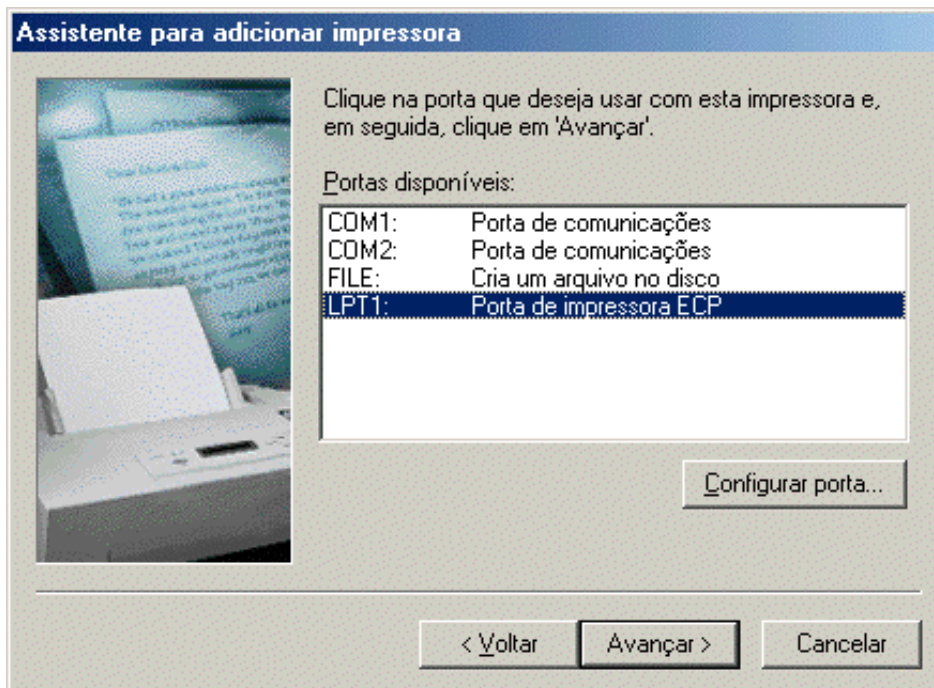 Assistente para adicionar impressora
Clique na porta que deseja usar com esta impressora e,
em seguida, clique em 'Avançar'.
Portas disponíveis:
COM1: Porta de comunicações
COM2: Porta de comunicações
FILE: Cria um arquivo no disco
LPT1: Porta de impressora ECP
Configurar porta...
< Voltar Avançar > Cancelar